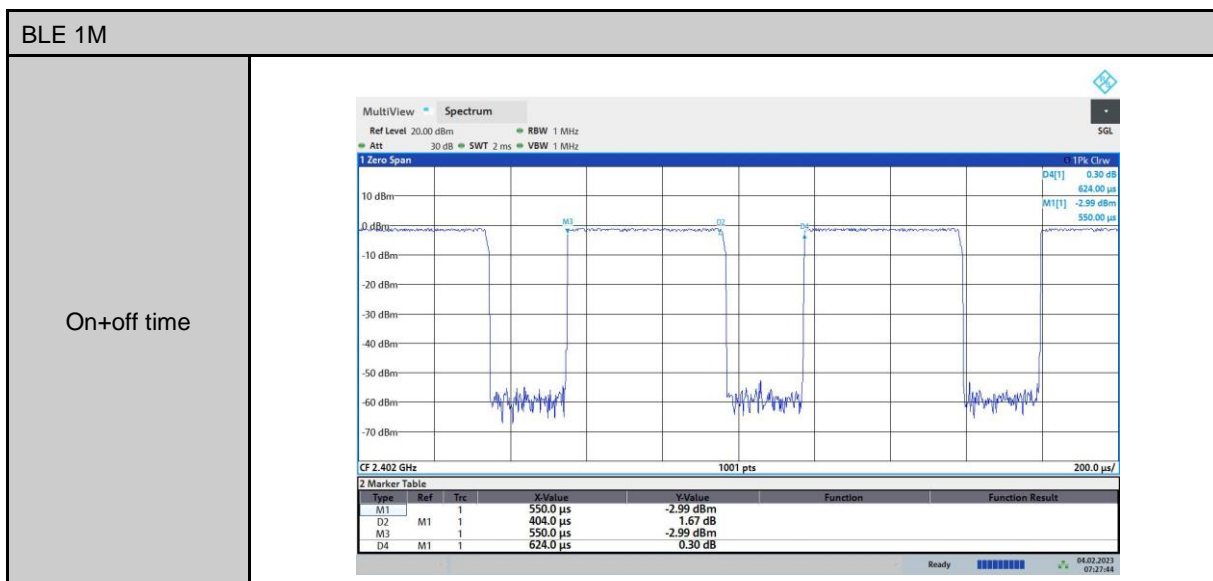 BLE 1M
On+off time
MultiView Spectrum
Ref Level 20.00 dBm RBW 1 MHz SGL
Att 30 dB SWT 2 ms VBW 1 MHz
1 Zero Span 1Pk Clrw
D4[1] 0.30 dB
624.00 µs
10 dBm
M1[1] -2.99 dBm
550.00 µs
0 dBm M3 D2 D4
-10 dBm
-20 dBm
-30 dBm
-40 dBm
-50 dBm
-60 dBm
-70 dBm
CF 2.402 GHz 1001 pts 200.0 µs/
2 Marker Table
Type Ref Trc X-Value Y-Value Function Function Result
M1 1 550.0 µs -2.99 dBm
D2 M1 1 404.0 µs 1.67 dB
M3 1 550.0 µs -2.99 dBm
D4 M1 1 624.0 µs 0.30 dB
Ready 04.02.2023
07:27:44